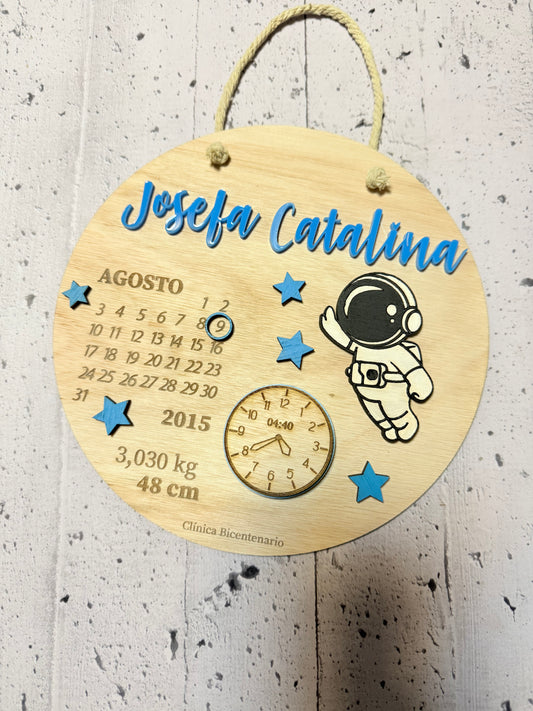 Josefa Catalina
AGOSTO
1 2
3 4 5 6 7 8 9
10 11 12 13 14 15 16
17 18 19 20 21 22 23
24 25 26 27 28 29 30
31
2015
3,030 kg
48 cm
12
11 1
10 2
04:40
9 3
8 4
7 5
6
Clínica Bicentenario